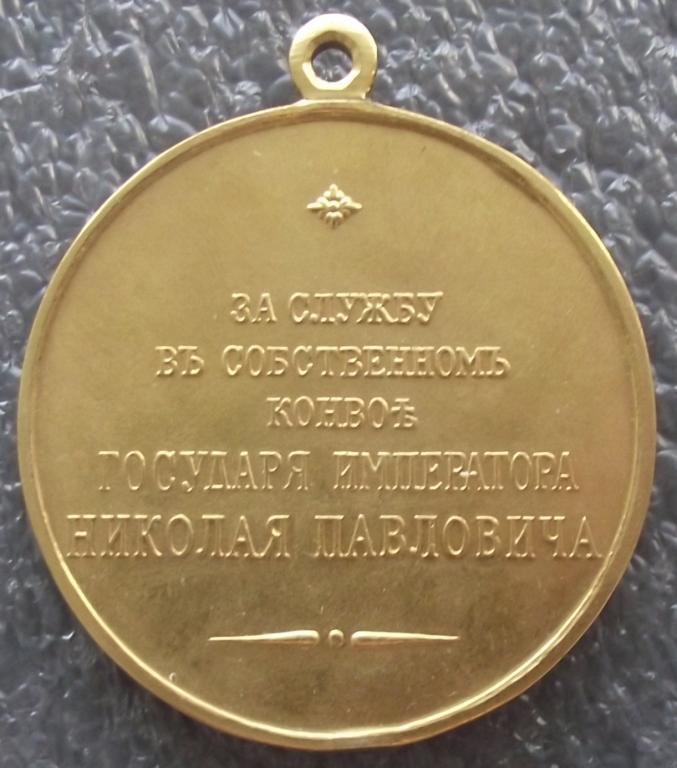 ЗА СЛУЖБУ
ВЪ СОБСТВЕННОМЪ
КОНВОѢ
ГОСУДАРЯ ИМПЕРАТОРА
НИКОЛАЯ ПАВЛОВИЧА